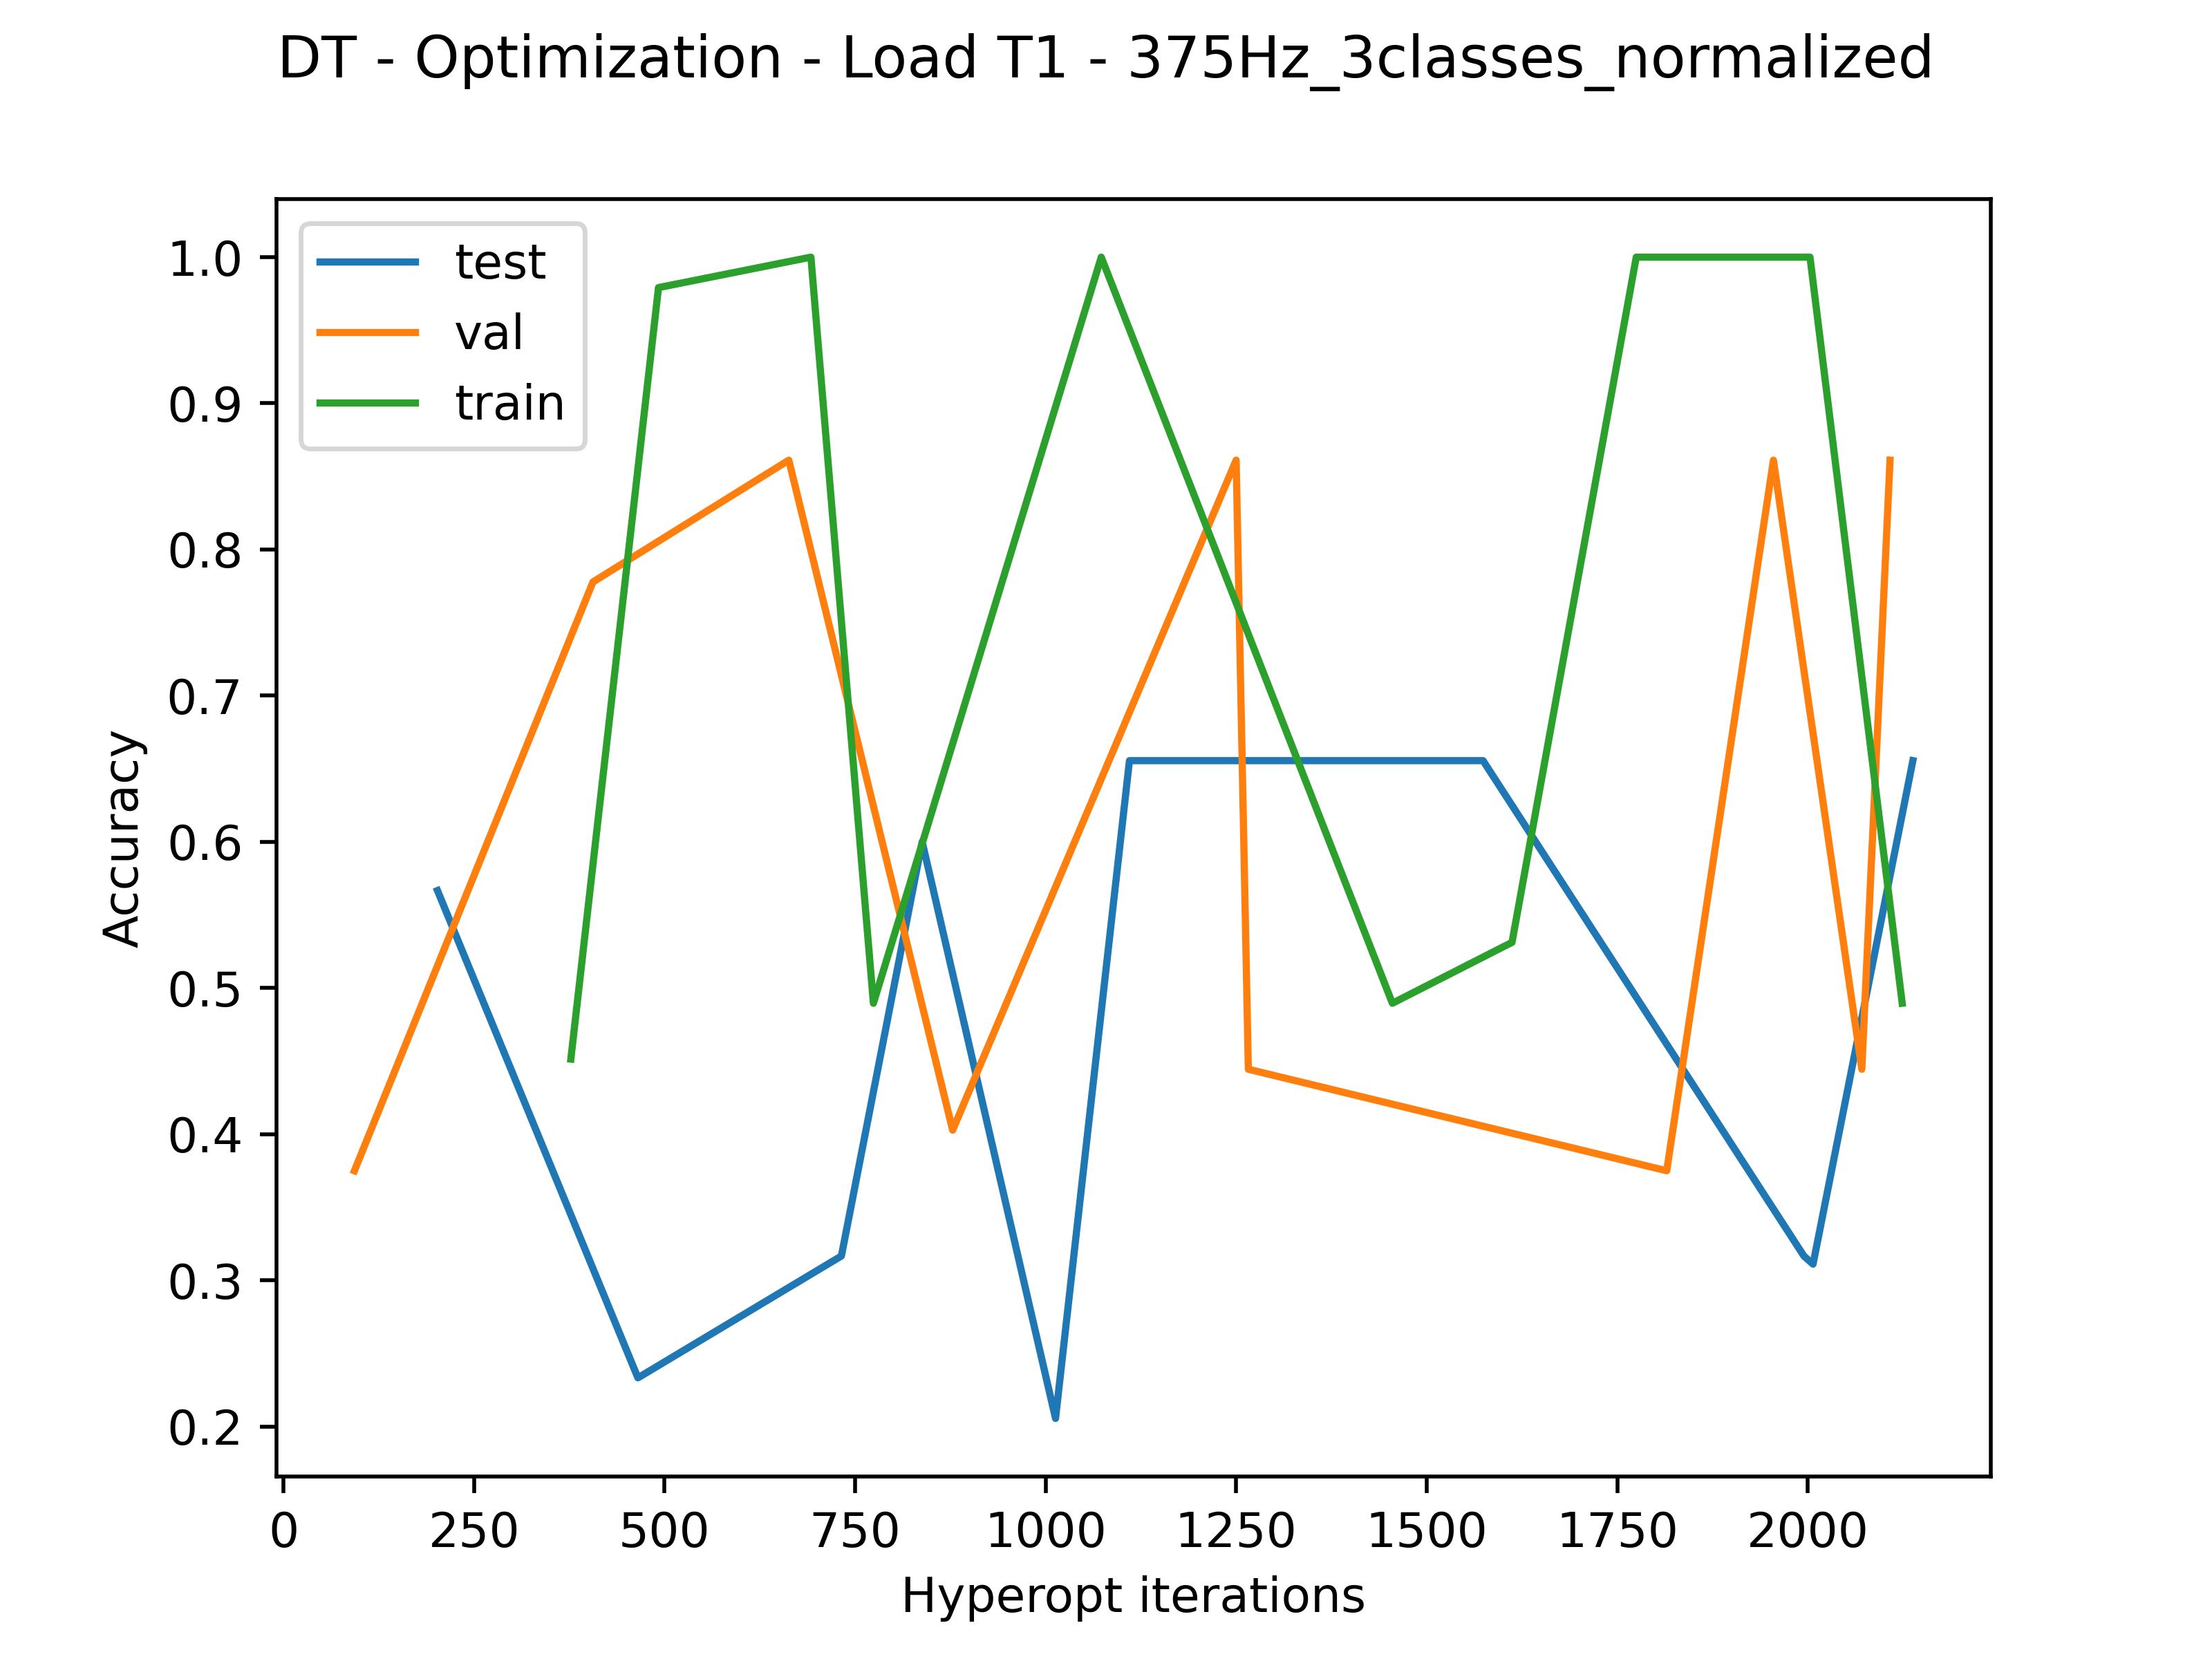 DT - Optimization - Load T1 - 375Hz_3classes_normalized
test
val
train
1.0
0.9
0.8
0.7
0.6
0.5
0.4
0.3
0.2
Accuracy
0 250 500 750 1000 1250 1500 1750 2000
Hyperopt iterations